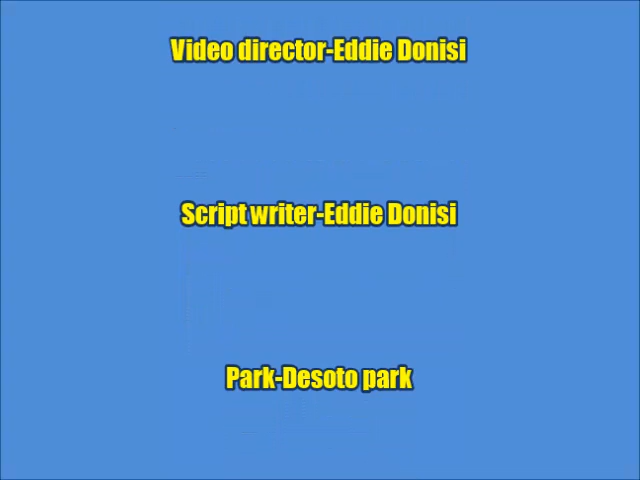 Video director-Eddie Donisi
Script writer-Eddie Donisi
Park-Desoto park